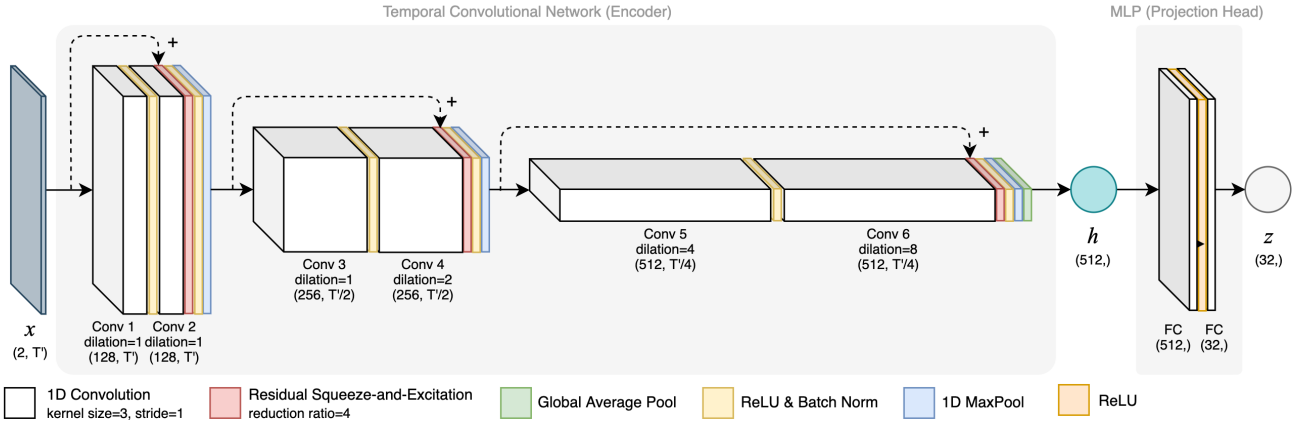 Temporal Convolutional Network (Encoder)
MLP (Projection Head)
+
+
+
x
(2, T')
Conv 1
dilation=1
(128, T')
Conv 2
dilation=1
(128, T')
Conv 3
dilation=1
(256, T'/2)
Conv 4
dilation=2
(256, T'/2)
Conv 5
dilation=4
(512, T'/4)
Conv 6
dilation=8
(512, T'/4)
h
(512,)
FC
(512,)
FC
(32,)
z
(32,)
1D Convolution
kernel size=3, stride=1
Residual Squeeze-and-Excitation
reduction ratio=4
Global Average Pool
ReLU & Batch Norm
1D MaxPool
ReLU